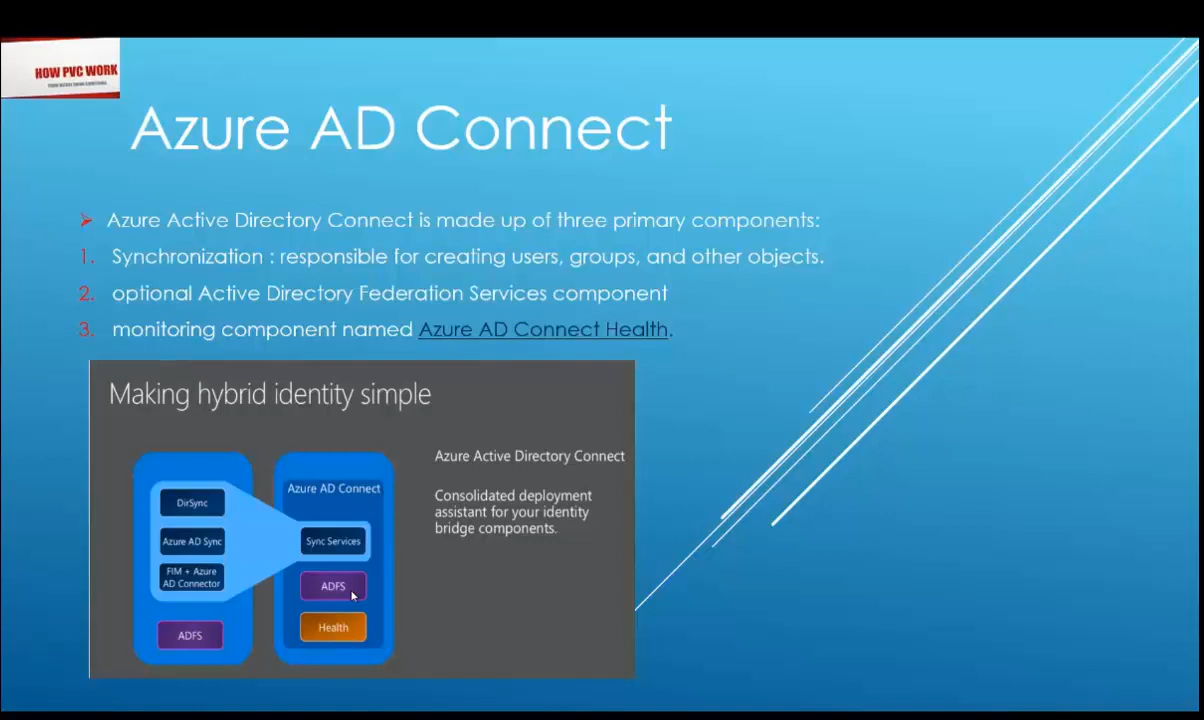 HOW PVC WORK
Azure AD Connect
➢ Azure Active Directory Connect is made up of three primary components:
1. Synchronization : responsible for creating users, groups, and other objects.
2. optional Active Directory Federation Services component
3. monitoring component named Azure AD Connect Health.
Making hybrid identity simple
DirSync
Azure AD Sync
FIM + Azure
AD Connector
ADFS
Azure AD Connect
Sync Services
ADFS
Health
Azure Active Directory Connect
Consolidated deployment
assistant for your identity
bridge components.